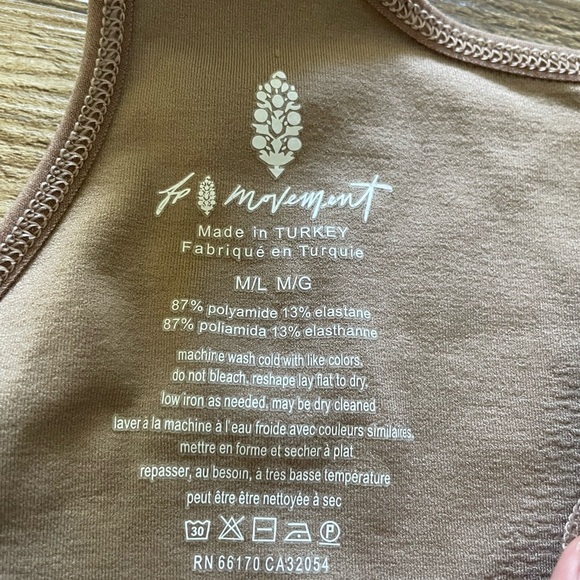 fp movement
Made in TURKEY
Fabriqué en Turquie
M/L M/G
87% polyamide 13% elastane
87% poliamida 13% elasthanne
machine wash cold with like colors,
do not bleach, reshape lay flat to dry,
low iron as needed, may be dry cleaned
laver à la machine à l'eau froide avec couleurs similaires,
mettre en forme et secher à plat
repasser, au besoin, à très basse température
peut être être nettoyée à sec
30 P
RN 66170 CA32054